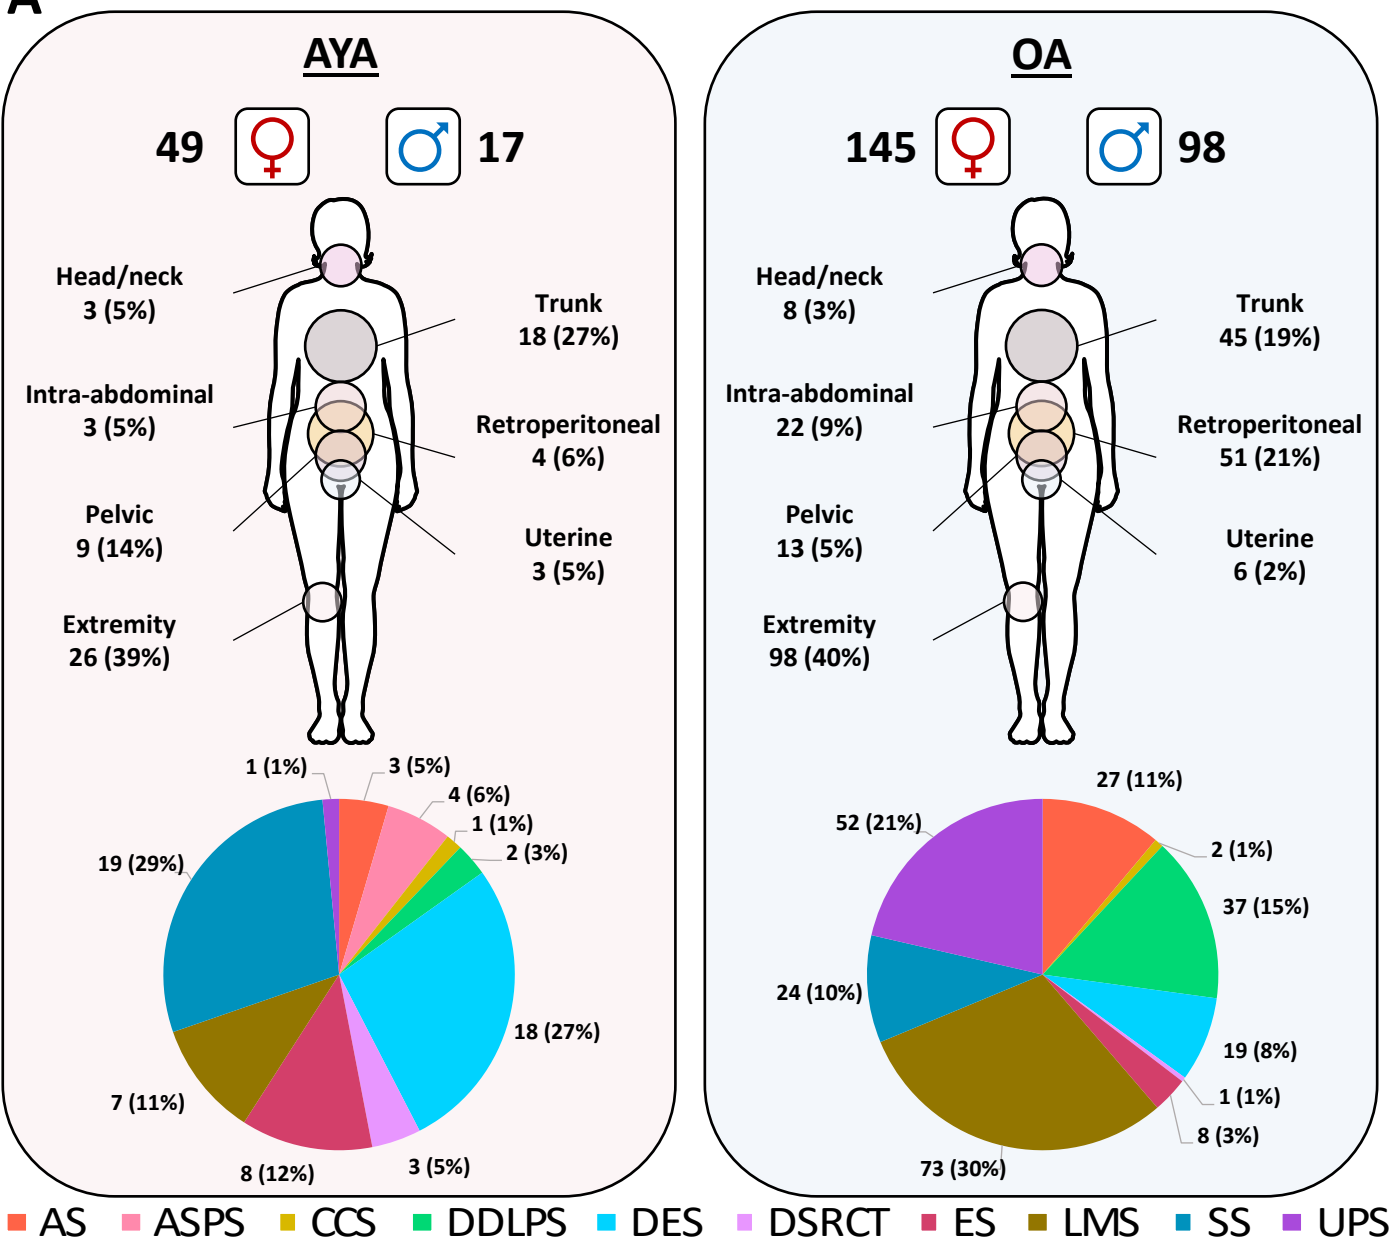 A
AYA
49
17
Head/neck
3 (5%)
Trunk
18 (27%)
Intra-abdominal
3 (5%)
Retroperitoneal
4 (6%)
Pelvic
9 (14%)
Uterine
3 (5%)
Extremity
26 (39%)
1 (1%)
3 (5%)
4 (6%)
1 (1%)
2 (3%)
19 (29%)
18 (27%)
7 (11%)
8 (12%)
3 (5%)
OA
145
98
Head/neck
8 (3%)
Trunk
45 (19%)
Intra-abdominal
22 (9%)
Retroperitoneal
51 (21%)
Pelvic
13 (5%)
Uterine
6 (2%)
Extremity
98 (40%)
27 (11%)
52 (21%)
2 (1%)
37 (15%)
24 (10%)
19 (8%)
1 (1%)
8 (3%)
73 (30%)
AS ASPS CCS DDLPS DES DSRCT ES LMS SS UPS